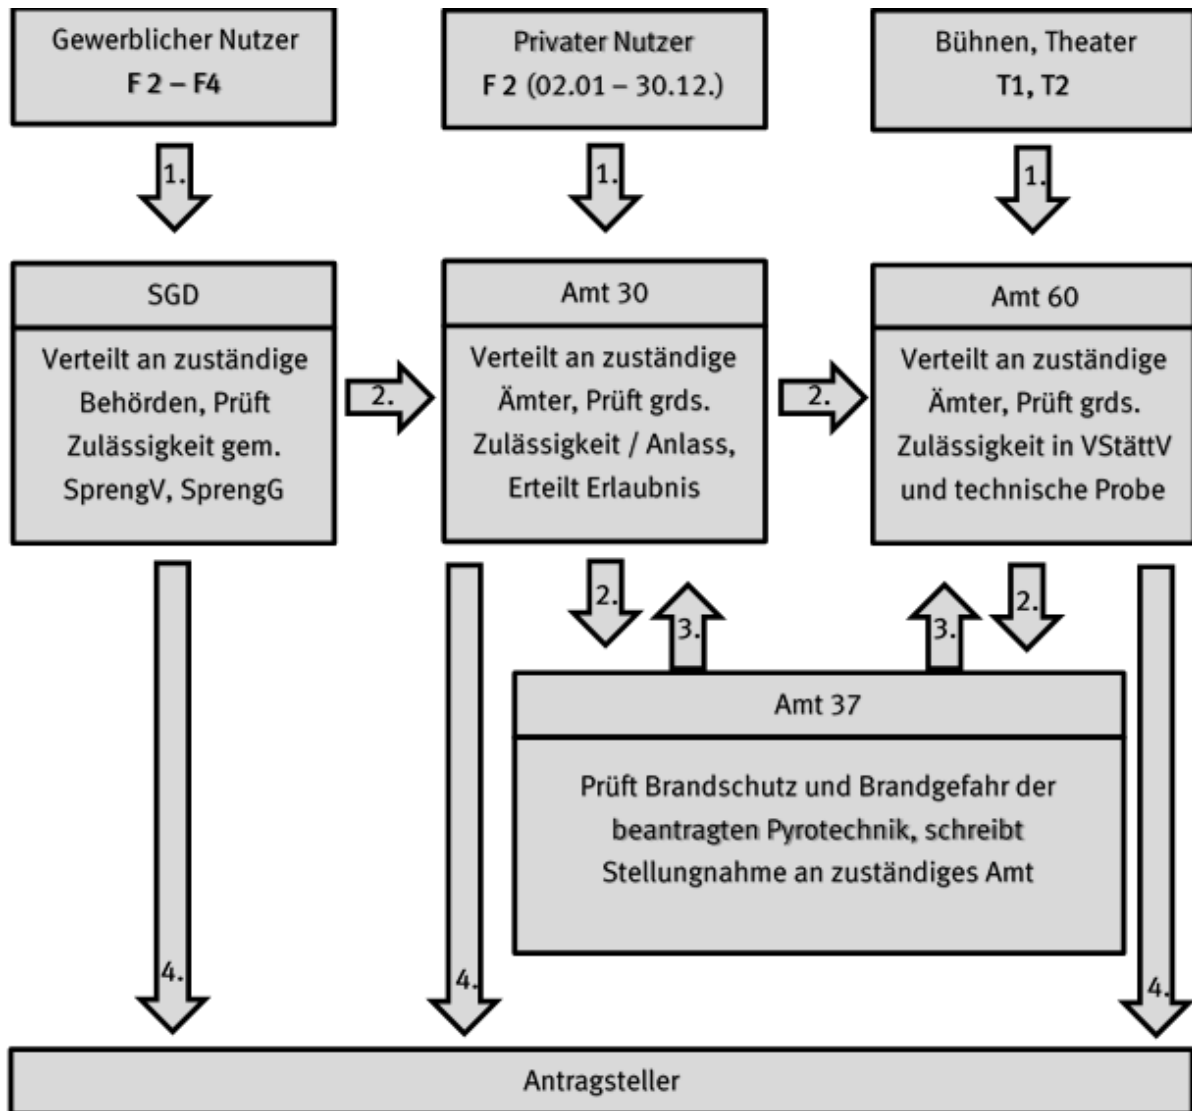 Gewerblicher Nutzer
F 2 – F4
Privater Nutzer
F 2 (02.01 – 30.12.)
Bühnen, Theater
T1, T2
1.
1.
1.
SGD
Verteilt an zuständige
Behörden, Prüft
Zulässigkeit gem.
SprengV, SprengG
2.
Amt 30
Verteilt an zuständige
Ämter, Prüft grds.
Zulässigkeit / Anlass,
Erteilt Erlaubnis
2.
Amt 60
Verteilt an zuständige
Ämter, Prüft grds.
Zulässigkeit in VStättV
und technische Probe
2.
3.
3.
2.
Amt 37
Prüft Brandschutz und Brandgefahr der
beantragten Pyrotechnik, schreibt
Stellungnahme an zuständiges Amt
4.
4.
4.
Antragsteller